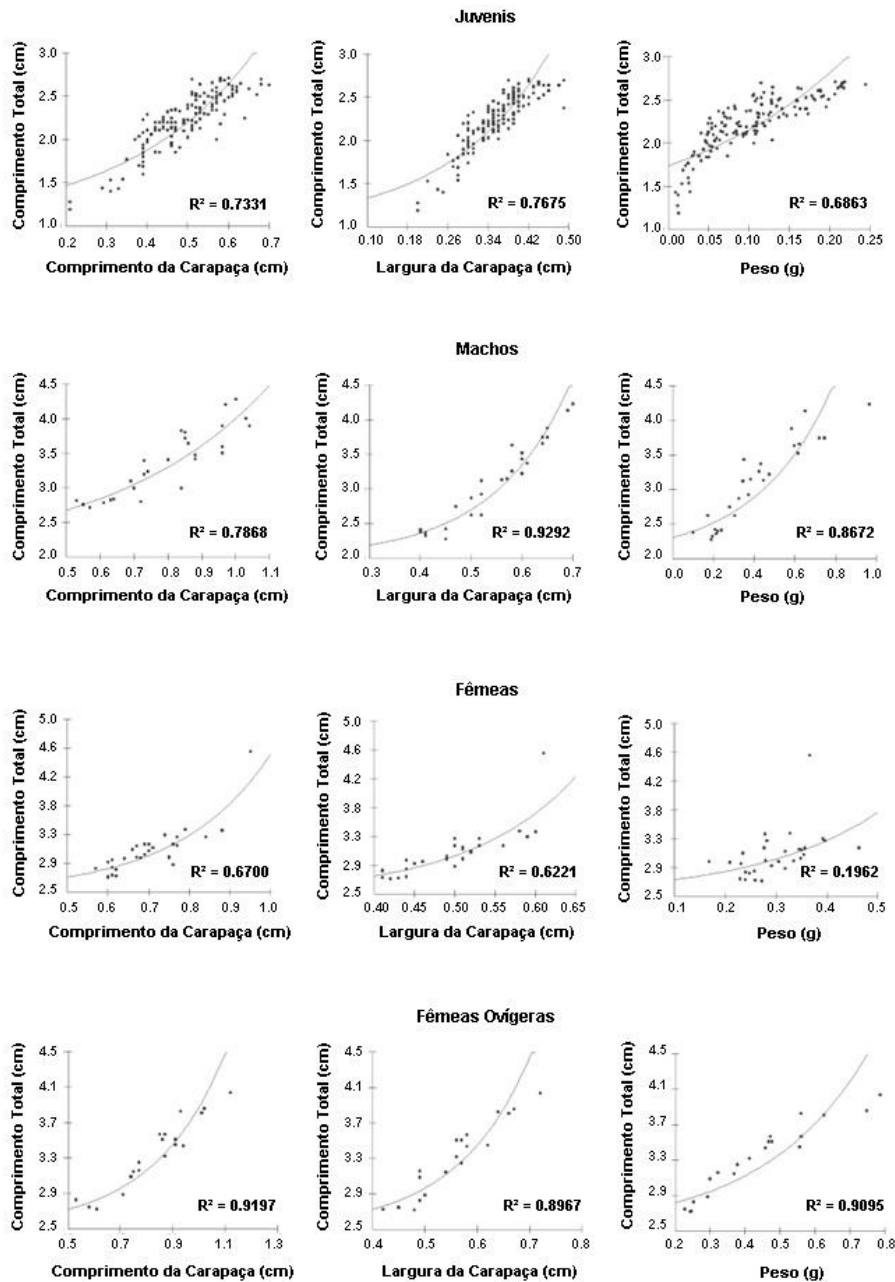 Juvenis
Comprimento Total (cm)
3.0
2.5
2.0
1.5
1.0
R² = 0.7331
0.2 0.3 0.4 0.5 0.6 0.7
Comprimento da Carapaça (cm)
Comprimento Total (cm)
3.0
2.5
2.0
1.5
1.0
R² = 0.7675
0.10 0.18 0.26 0.34 0.42 0.50
Largura da Carapaça (cm)
Comprimento Total (cm)
3.0
2.5
2.0
1.5
1.0
R² = 0.6863
0.00 0.05 0.10 0.15 0.20 0.25
Peso (g)
Machos
Comprimento Total (cm)
4.5
4.0
3.5
3.0
2.5
2.0
R² = 0.7868
0.5 0.6 0.7 0.8 0.9 1.0 1.1
Comprimento da Carapaça (cm)
Comprimento Total (cm)
4.5
4.0
3.5
3.0
2.5
2.0
R² = 0.9292
0.3 0.4 0.5 0.6 0.7
Largura da Carapaça (cm)
Comprimento Total (cm)
4.5
4.0
3.5
3.0
2.5
2.0
R² = 0.8672
0.0 0.2 0.4 0.6 0.8 1.0
Peso (g)
Fêmeas
Comprimento Total (cm)
5.0
4.6
4.2
3.8
3.3
2.9
2.5
R² = 0.6700
0.5 0.6 0.7 0.8 0.9 1.0
Comprimento da Carapaça (cm)
Comprimento Total (cm)
5.0
4.6
4.2
3.8
3.3
2.9
2.5
R² = 0.6221
0.40 0.45 0.50 0.55 0.60 0.65
Largura da Carapaça (cm)
Comprimento Total (cm)
5.0
4.6
4.2
3.8
3.3
2.9
2.5
R² = 0.1962
0.1 0.2 0.3 0.4 0.5
Peso (g)
Fêmeas Ovígeras
Comprimento Total (cm)
4.5
4.1
3.7
3.3
2.9
2.5
R² = 0.9197
0.5 0.7 0.9 1.1 1.3
Comprimento da Carapaça (cm)
Comprimento Total (cm)
4.5
4.1
3.7
3.3
2.9
2.5
R² = 0.8967
0.4 0.5 0.6 0.7 0.8
Largura da Carapaça (cm)
Comprimento Total (cm)
4.5
4.1
3.7
3.3
2.9
2.5
R² = 0.9095
0.2 0.3 0.4 0.5 0.6 0.7 0.8
Peso (g)